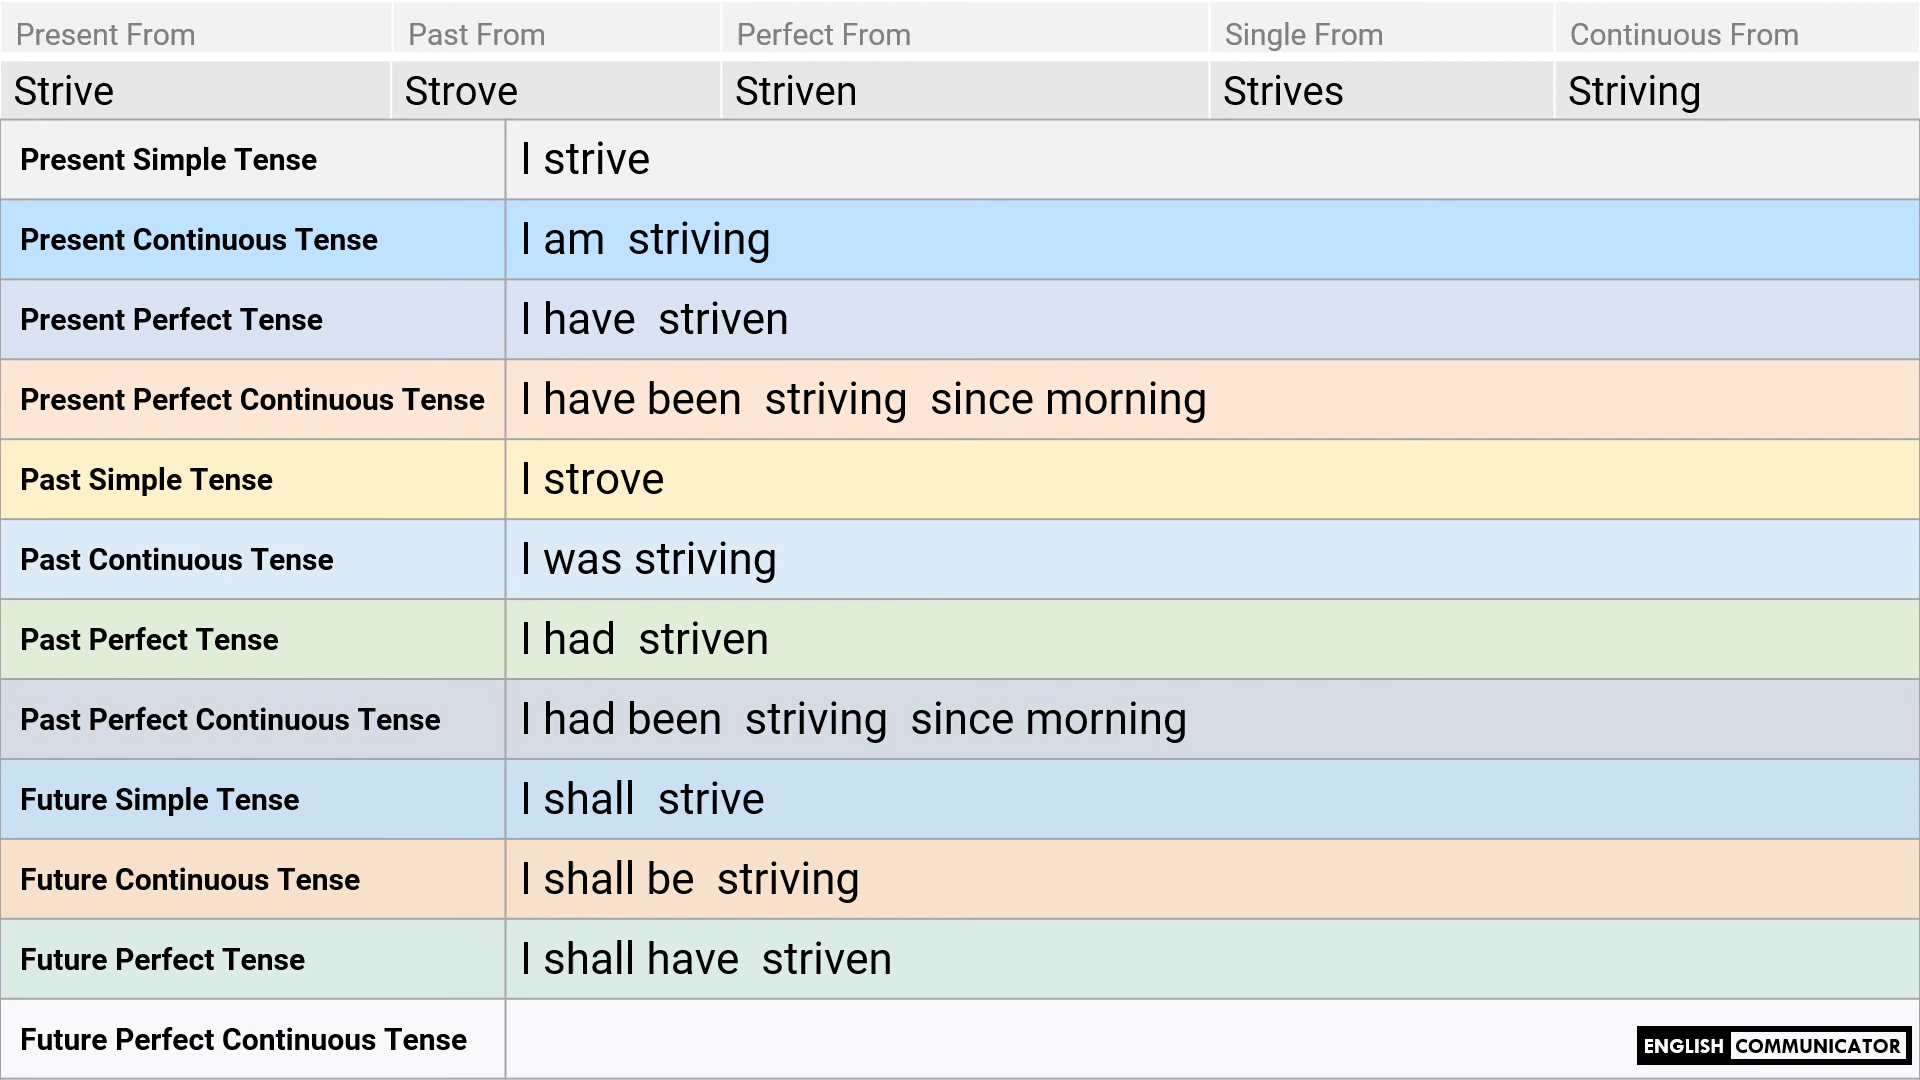 Present From Past From Perfect From Single From Continuous From
Strive Strove Striven Strives Striving
Present Simple Tense I strive
Present Continuous Tense I am striving
Present Perfect Tense I have striven
Present Perfect Continuous Tense I have been striving since morning
Past Simple Tense I strove
Past Continuous Tense I was striving
Past Perfect Tense I had striven
Past Perfect Continuous Tense I had been striving since morning
Future Simple Tense I shall strive
Future Continuous Tense I shall be striving
Future Perfect Tense I shall have striven
Future Perfect Continuous Tense
ENGLISH COMMUNICATOR